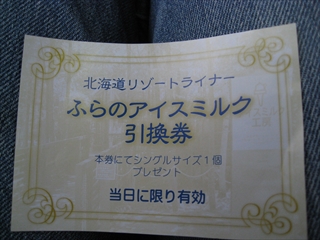 北海道リゾートライナー
ふらのアイスミルク
引換券
本券にてシングルサイズ1個
プレゼント
当日に限り有効